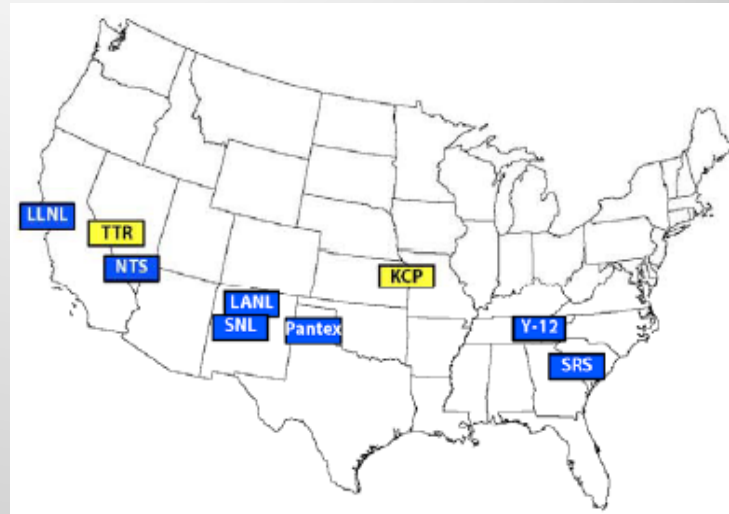 LLNL
TTR
NTS
KCP
LANL
SNL
Pantex
Y-12
SRS